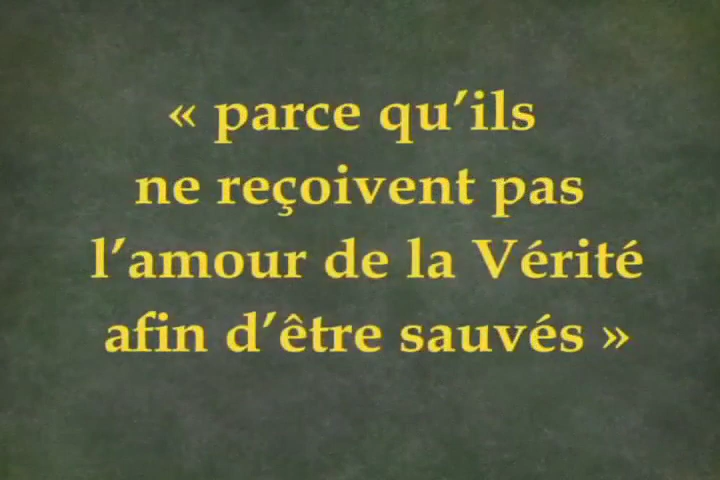 « parce qu’ils
ne reçoivent pas
l’amour de la Vérité
afin d’être sauvés »